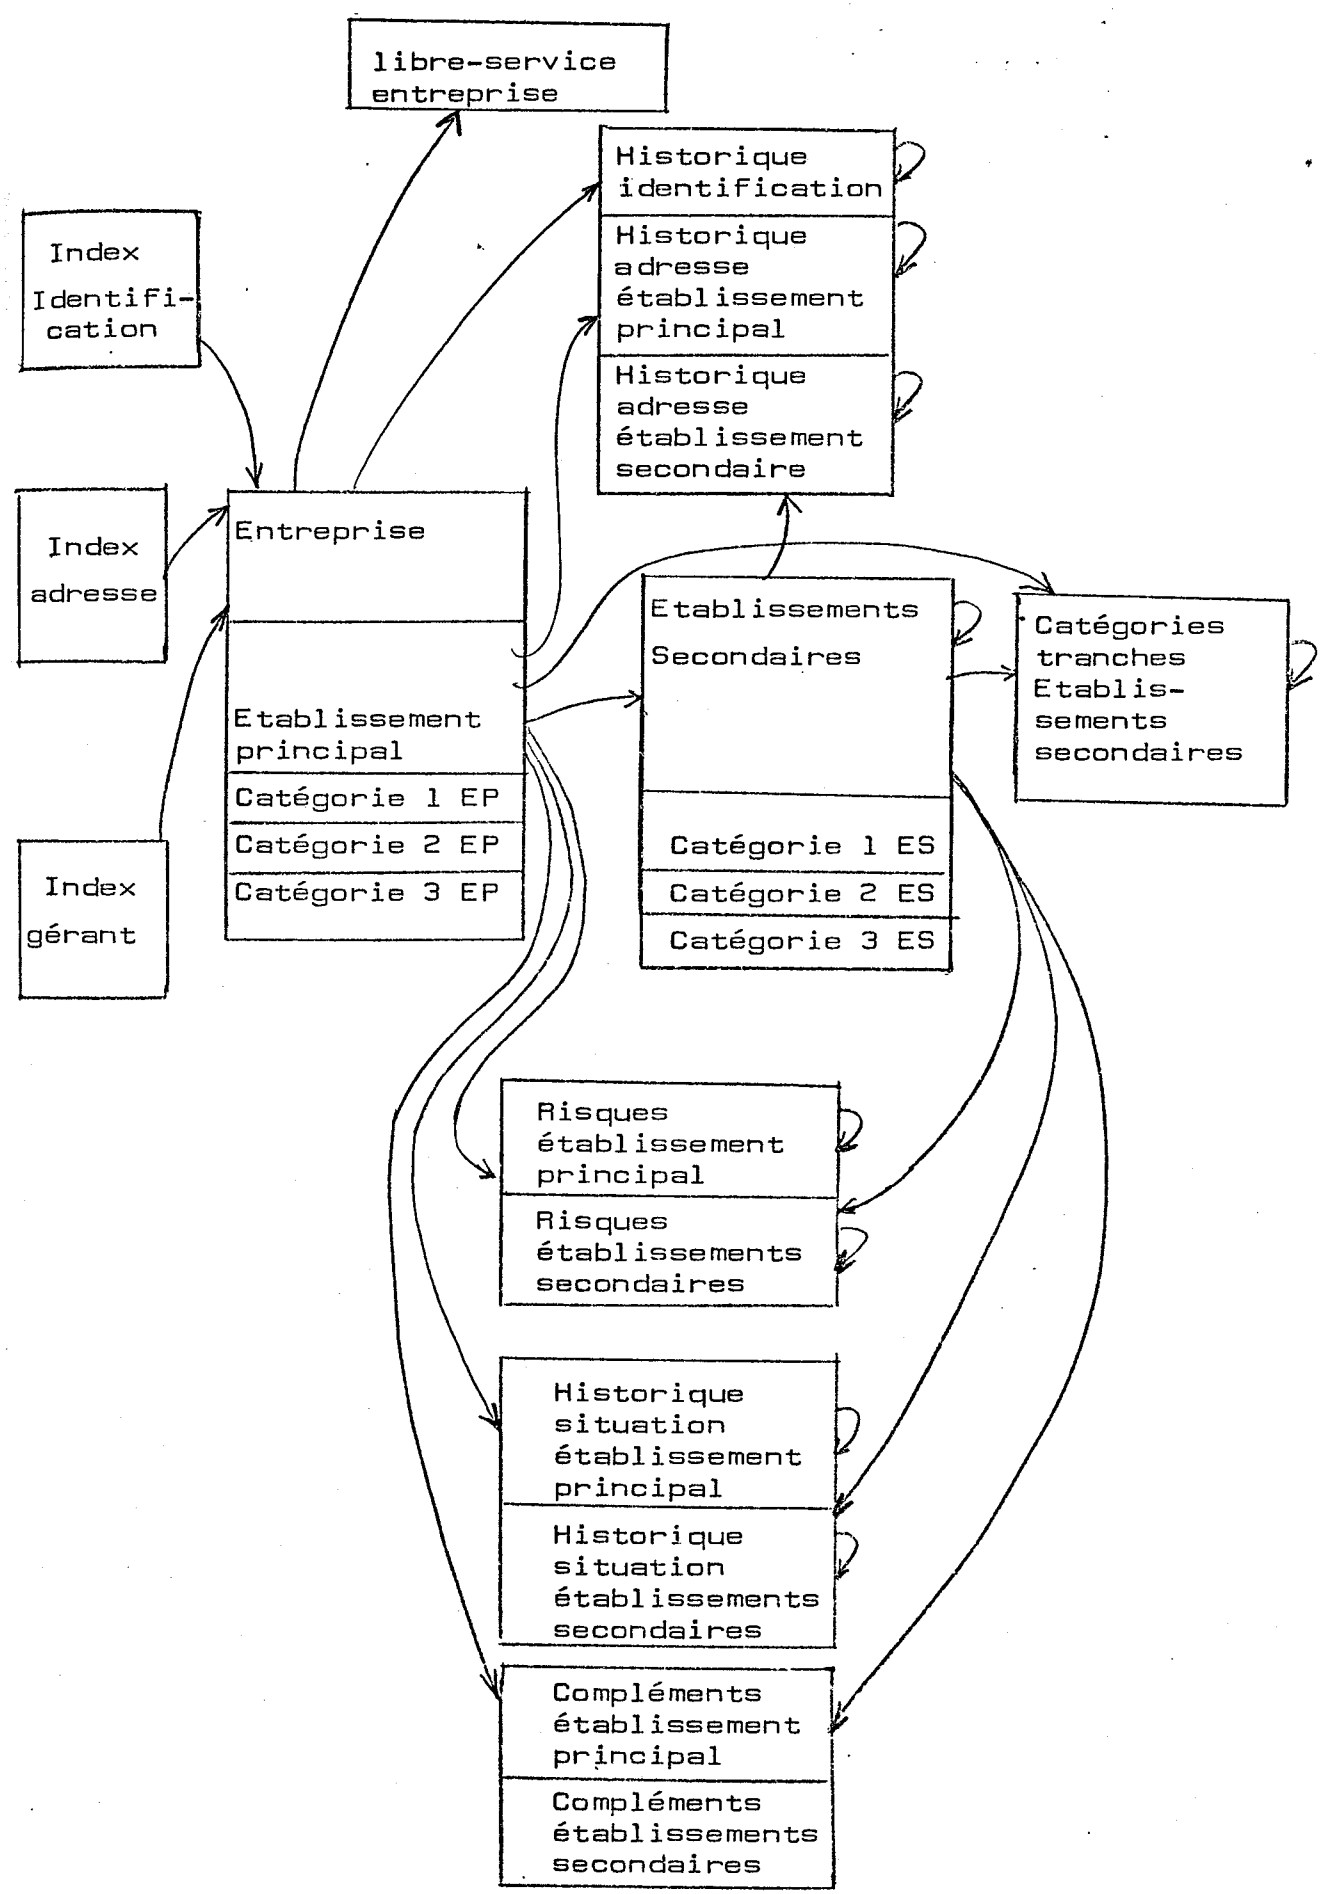 libre-service
entreprise
Historique
identification
Historique
adresse
établissement
principal
Historique
adresse
établissement
secondaire
Index
Identifi-
cation
Index
adresse
Index
gérant
Entreprise
Etablissement
principal
Catégorie 1 EP
Catégorie 2 EP
Catégorie 3 EP
Etablissements
Secondaires
Catégorie 1 ES
Catégorie 2 ES
Catégorie 3 ES
Catégories
tranches
Etablis-
sements
secondaires
Risques
établissement
principal
Risques
établissements
secondaires
Historique
situation
établissement
principal
Historique
situation
établissements
secondaires
Compléments
établissement
principal
Compléments
établissements
secondaires